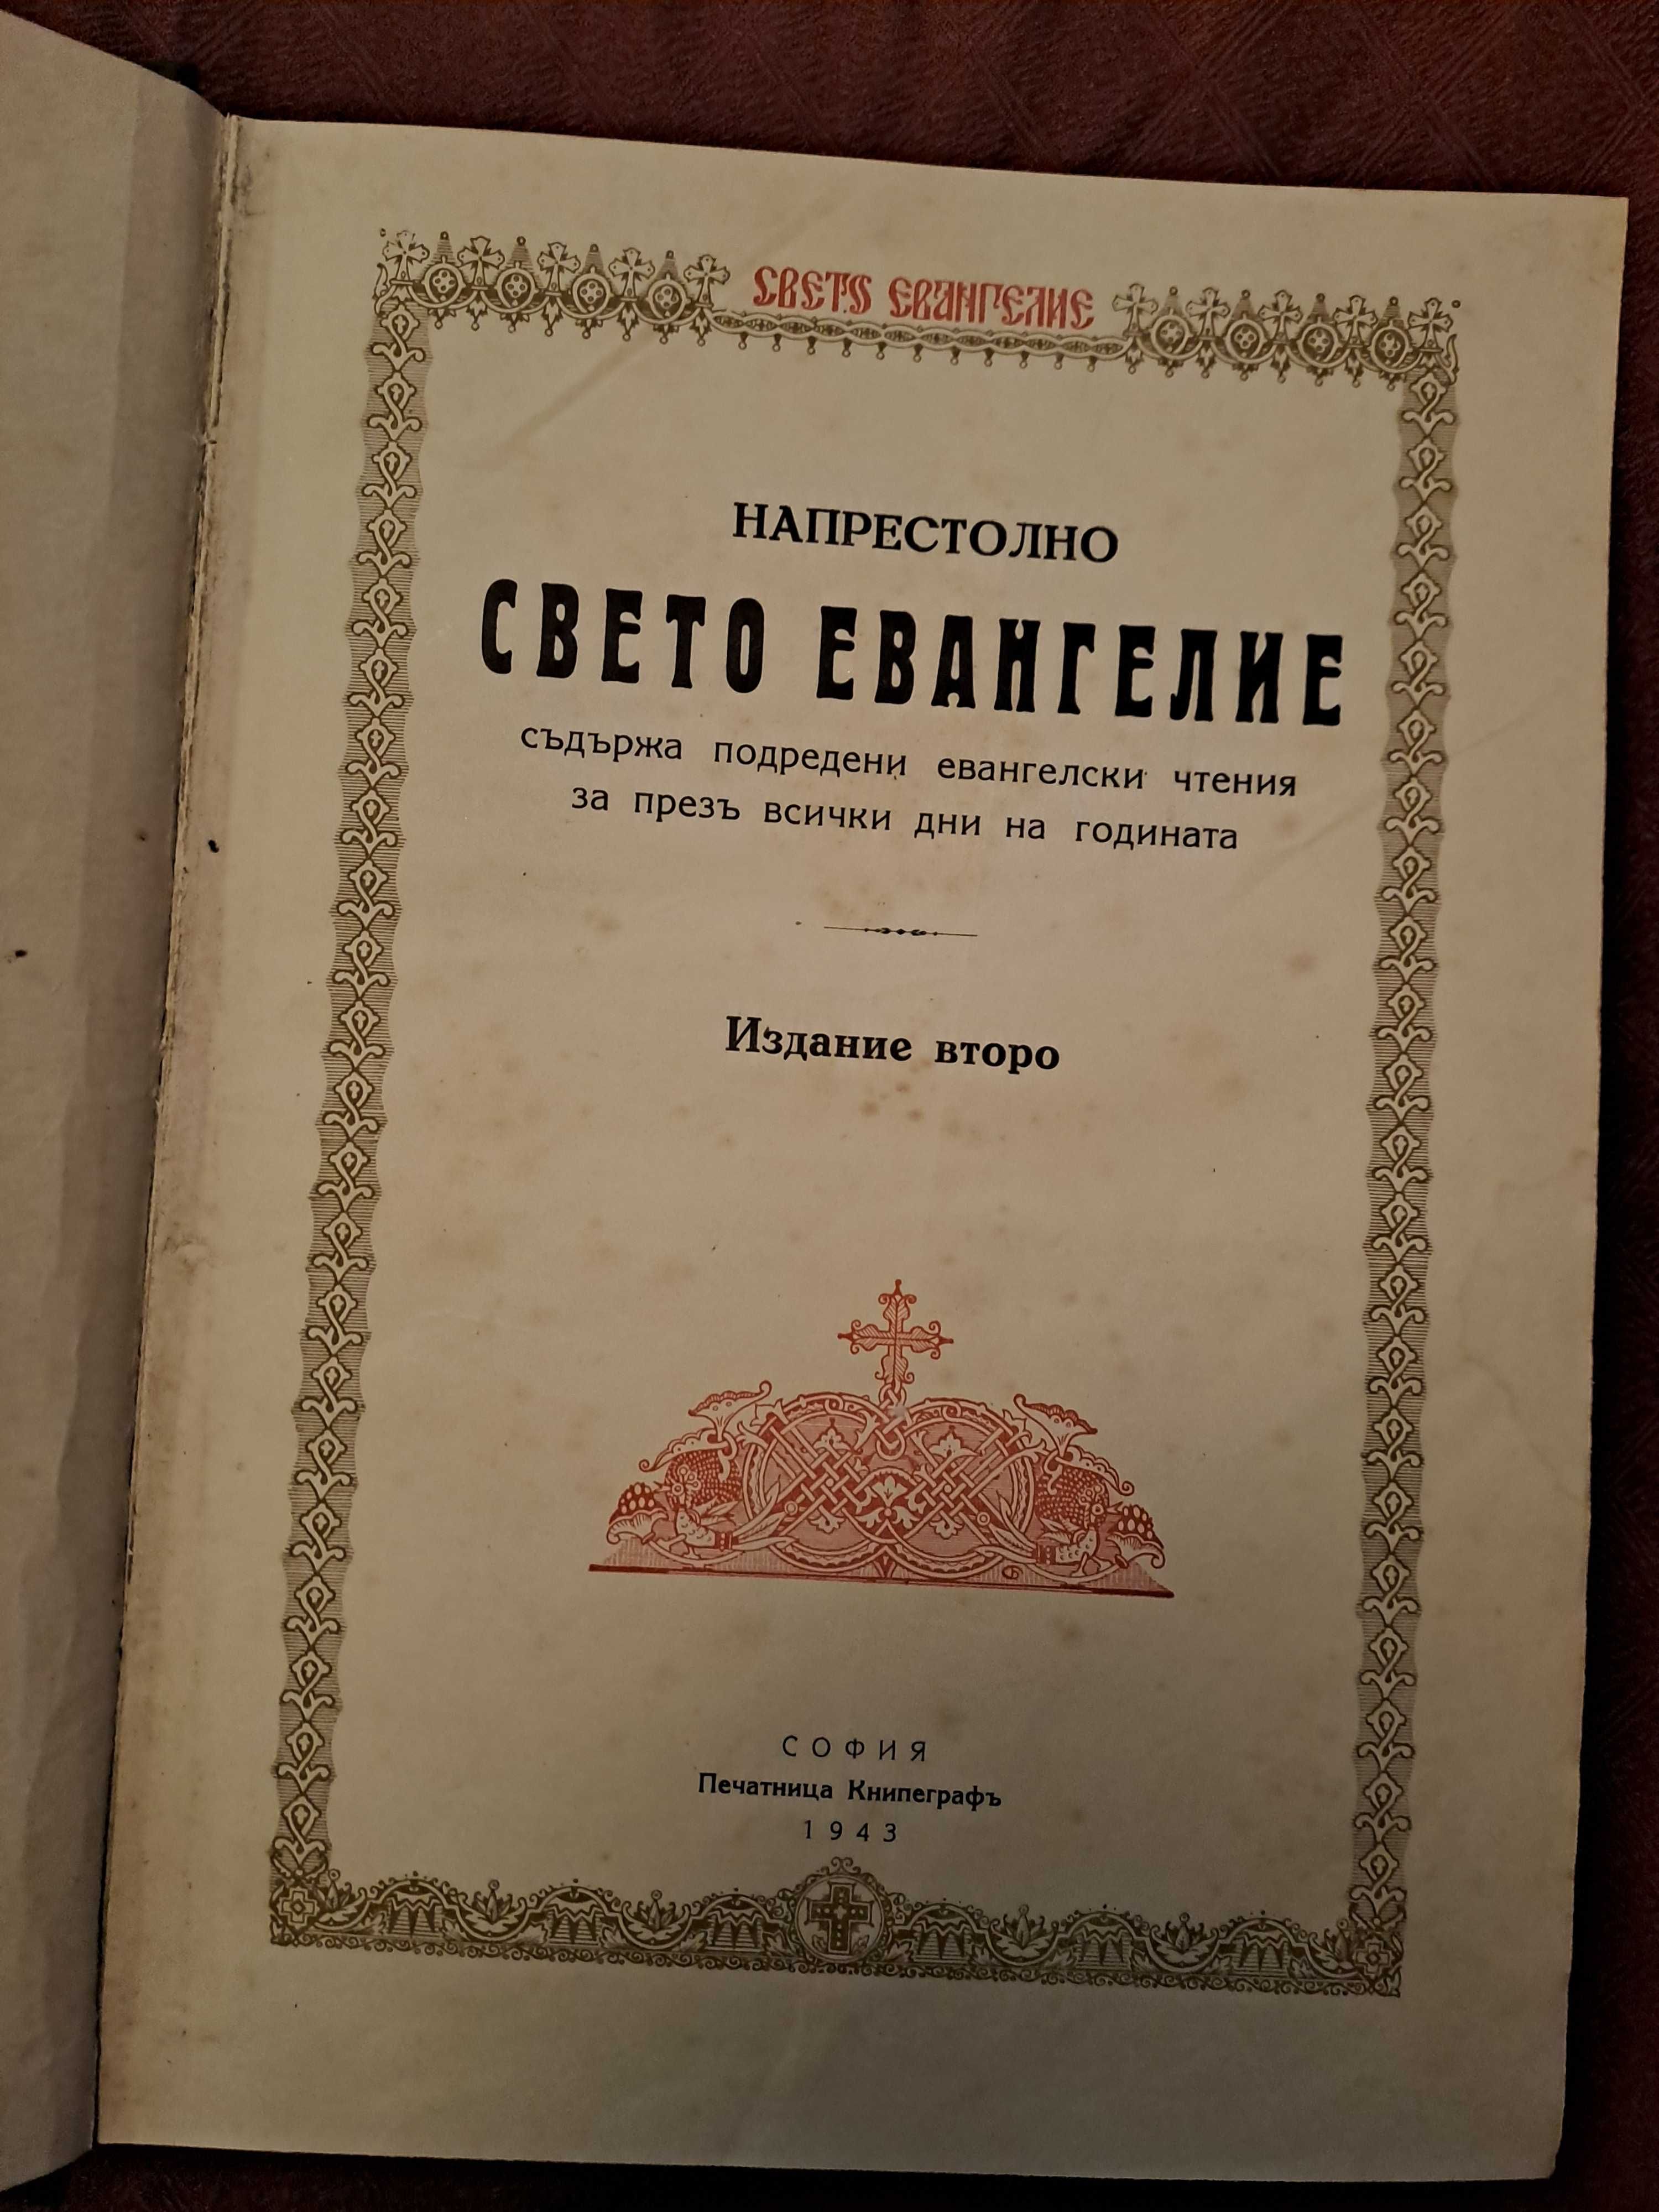 СВЕТО ЕВАНГЕЛИЕ
НАПРЕСТОЛНО
СВЕТО ЕВАНГЕЛИЕ
съдържа подредени евангелски чтения
за презъ всички дни на годината
Издание второ
СОФИЯ
Печатница Книпеграфъ
1943